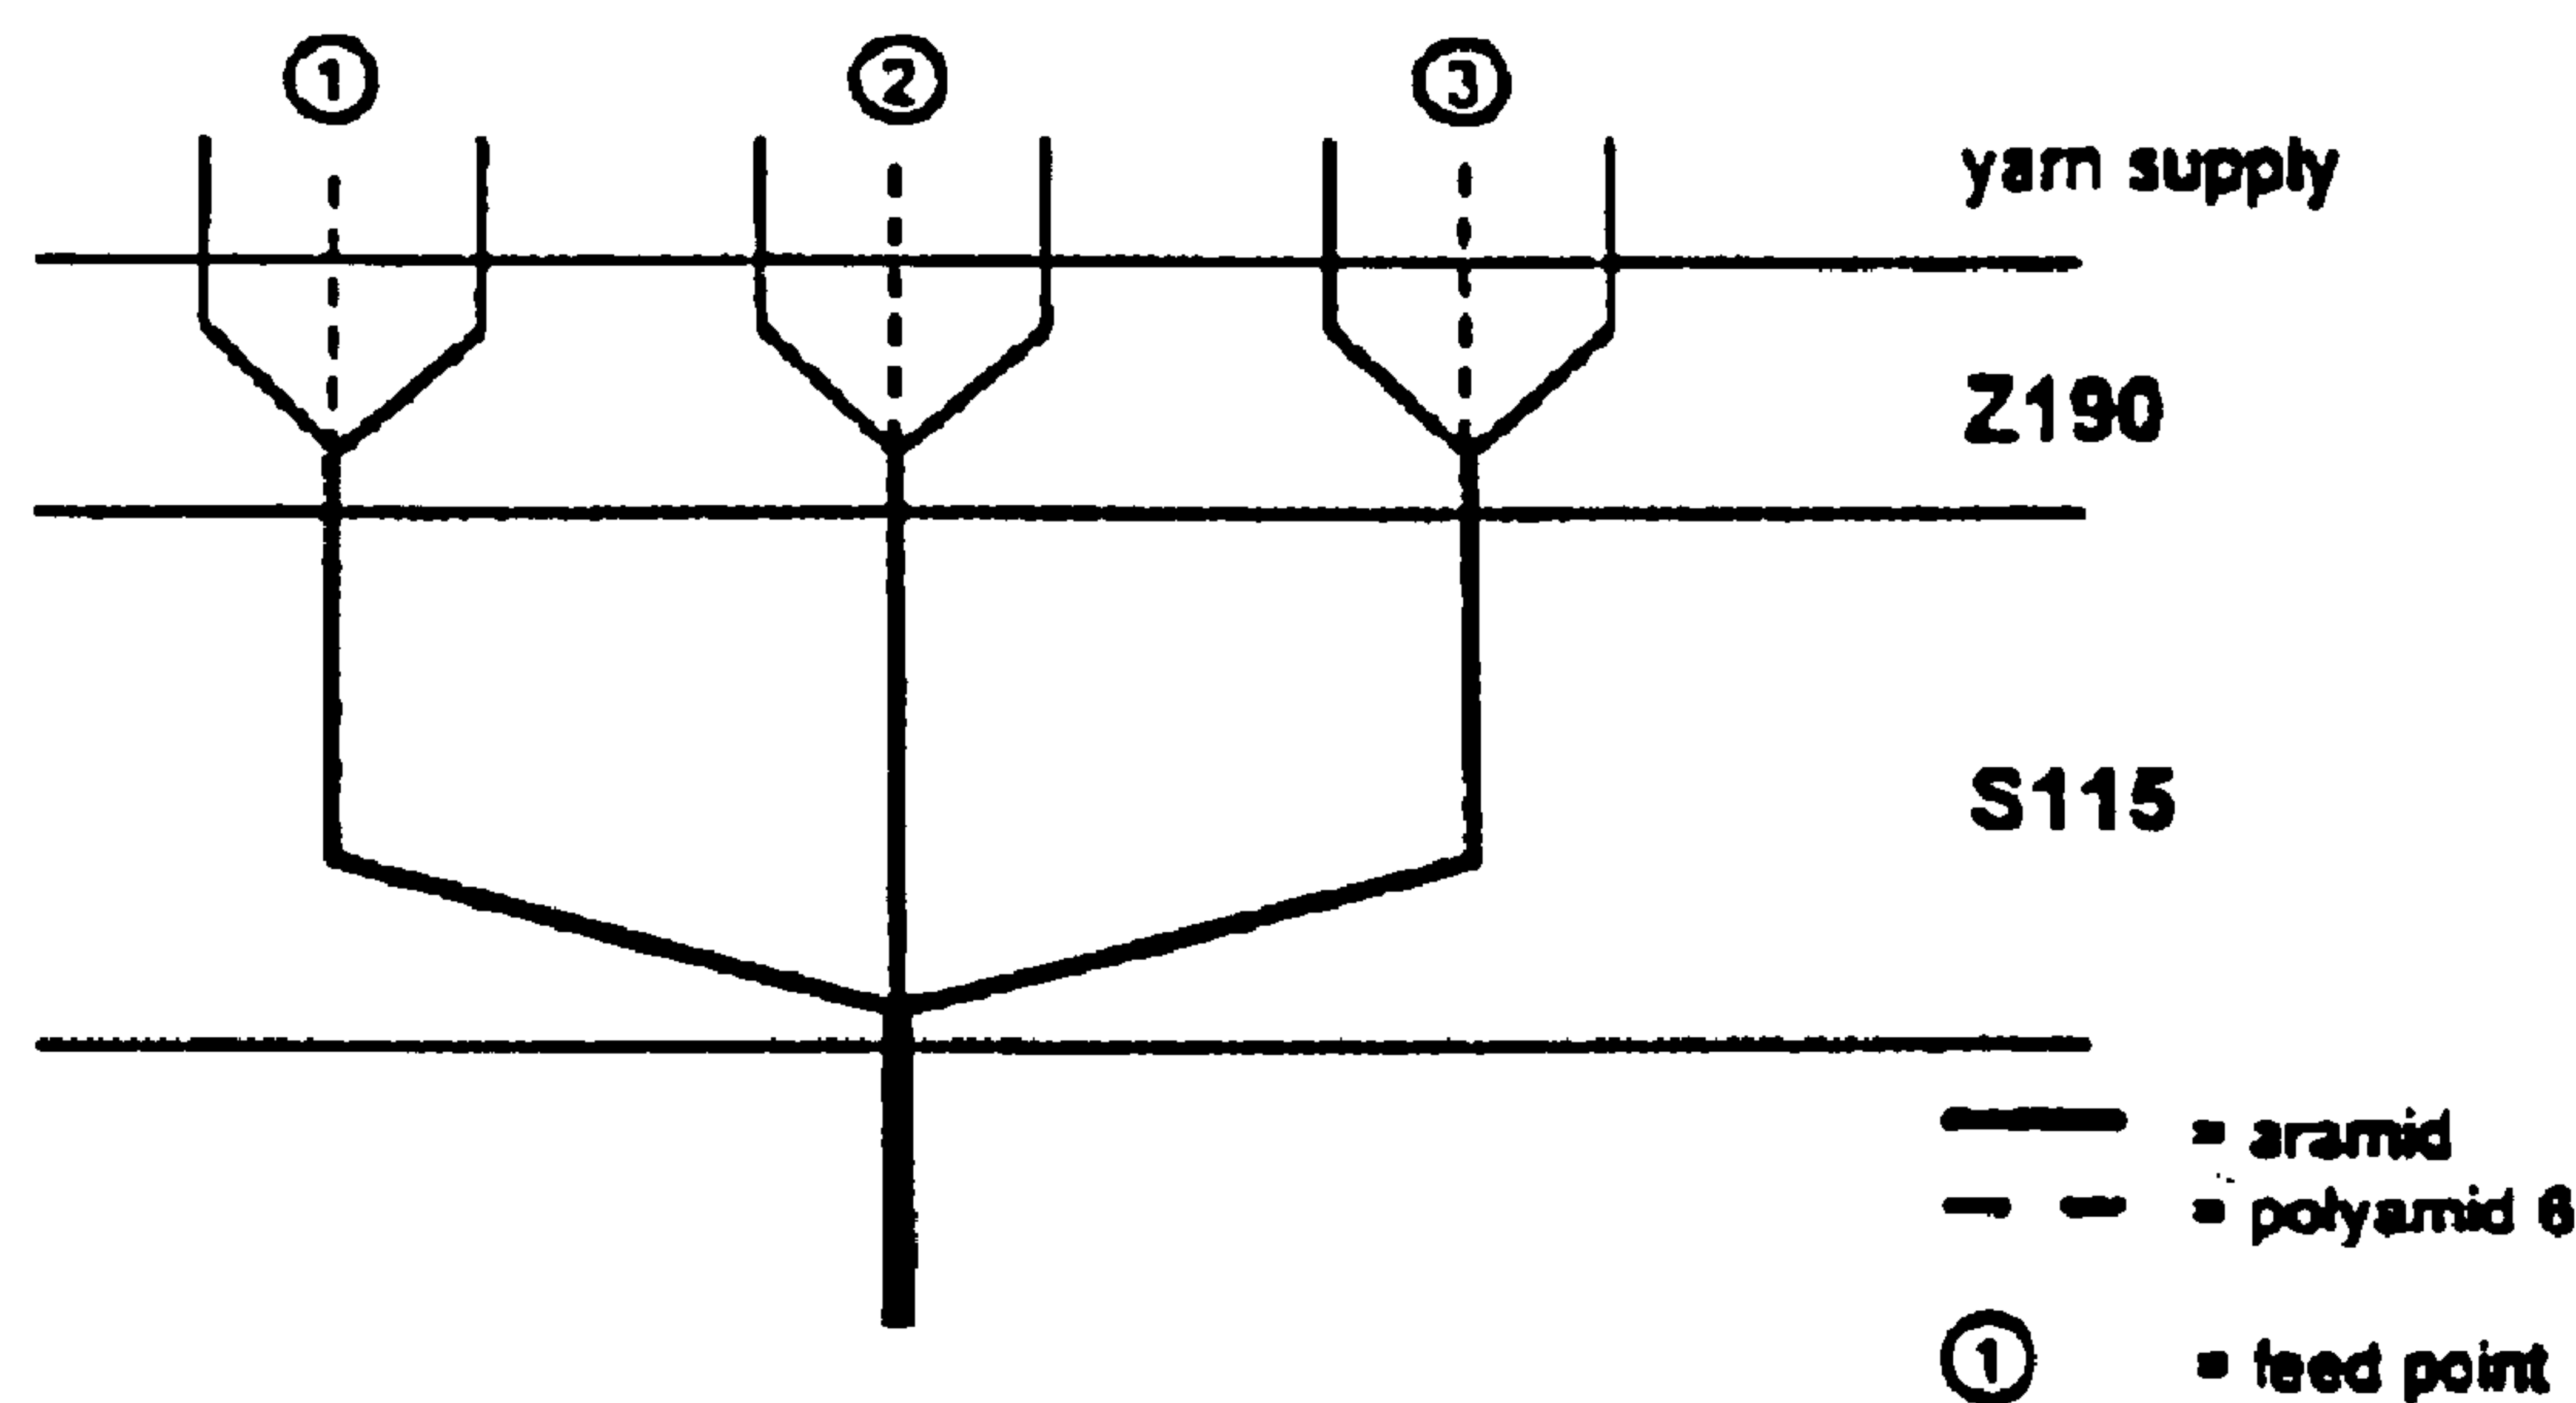 1 2 3
yarn supply
Z190
S115
= aramid
= polyamid 6
1 = feed point